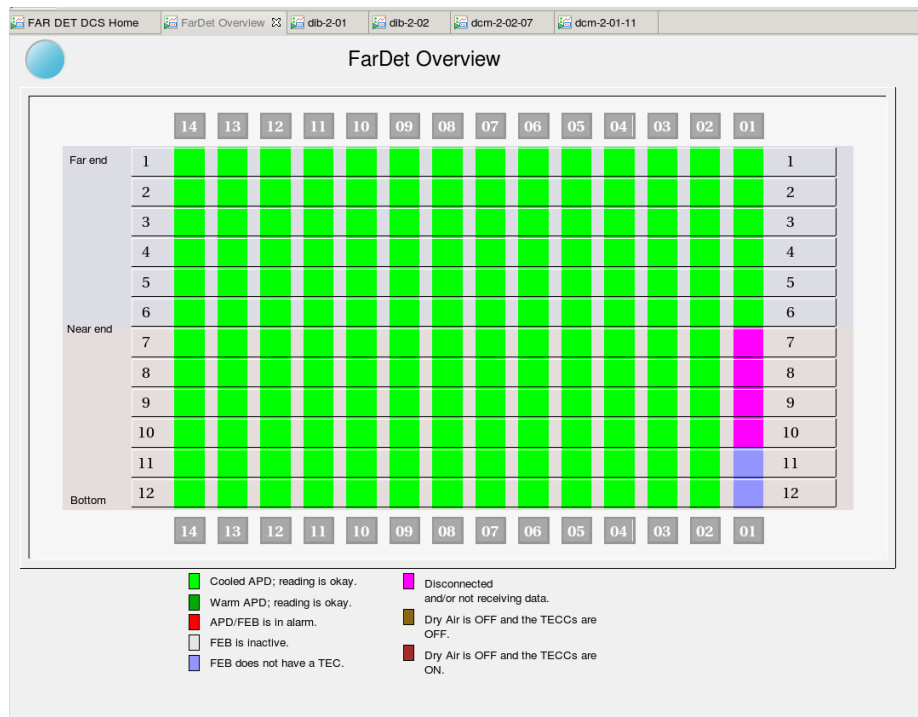 FAR DET DCS Home FarDet Overview dib-2-01 dib-2-02 dcm-2-02-07 dcm-2-01-11
FarDet Overview
14 13 12 11 10 09 08 07 06 05 04 03 02 01
Far end 1 1
2 2
3 3
4 4
5 5
6 6
Near end
7 7
8 8
9 9
10 10
11 11
12 12
Bottom
14 13 12 11 10 09 08 07 06 05 04 03 02 01
Cooled APD; reading is okay.
Warm APD; reading is okay.
APD/FEB is in alarm.
FEB is inactive.
FEB does not have a TEC.
Disconnected
and/or not receiving data.
Dry Air is OFF and the TECCs are
OFF.
Dry Air is OFF and the TECCs are
ON.